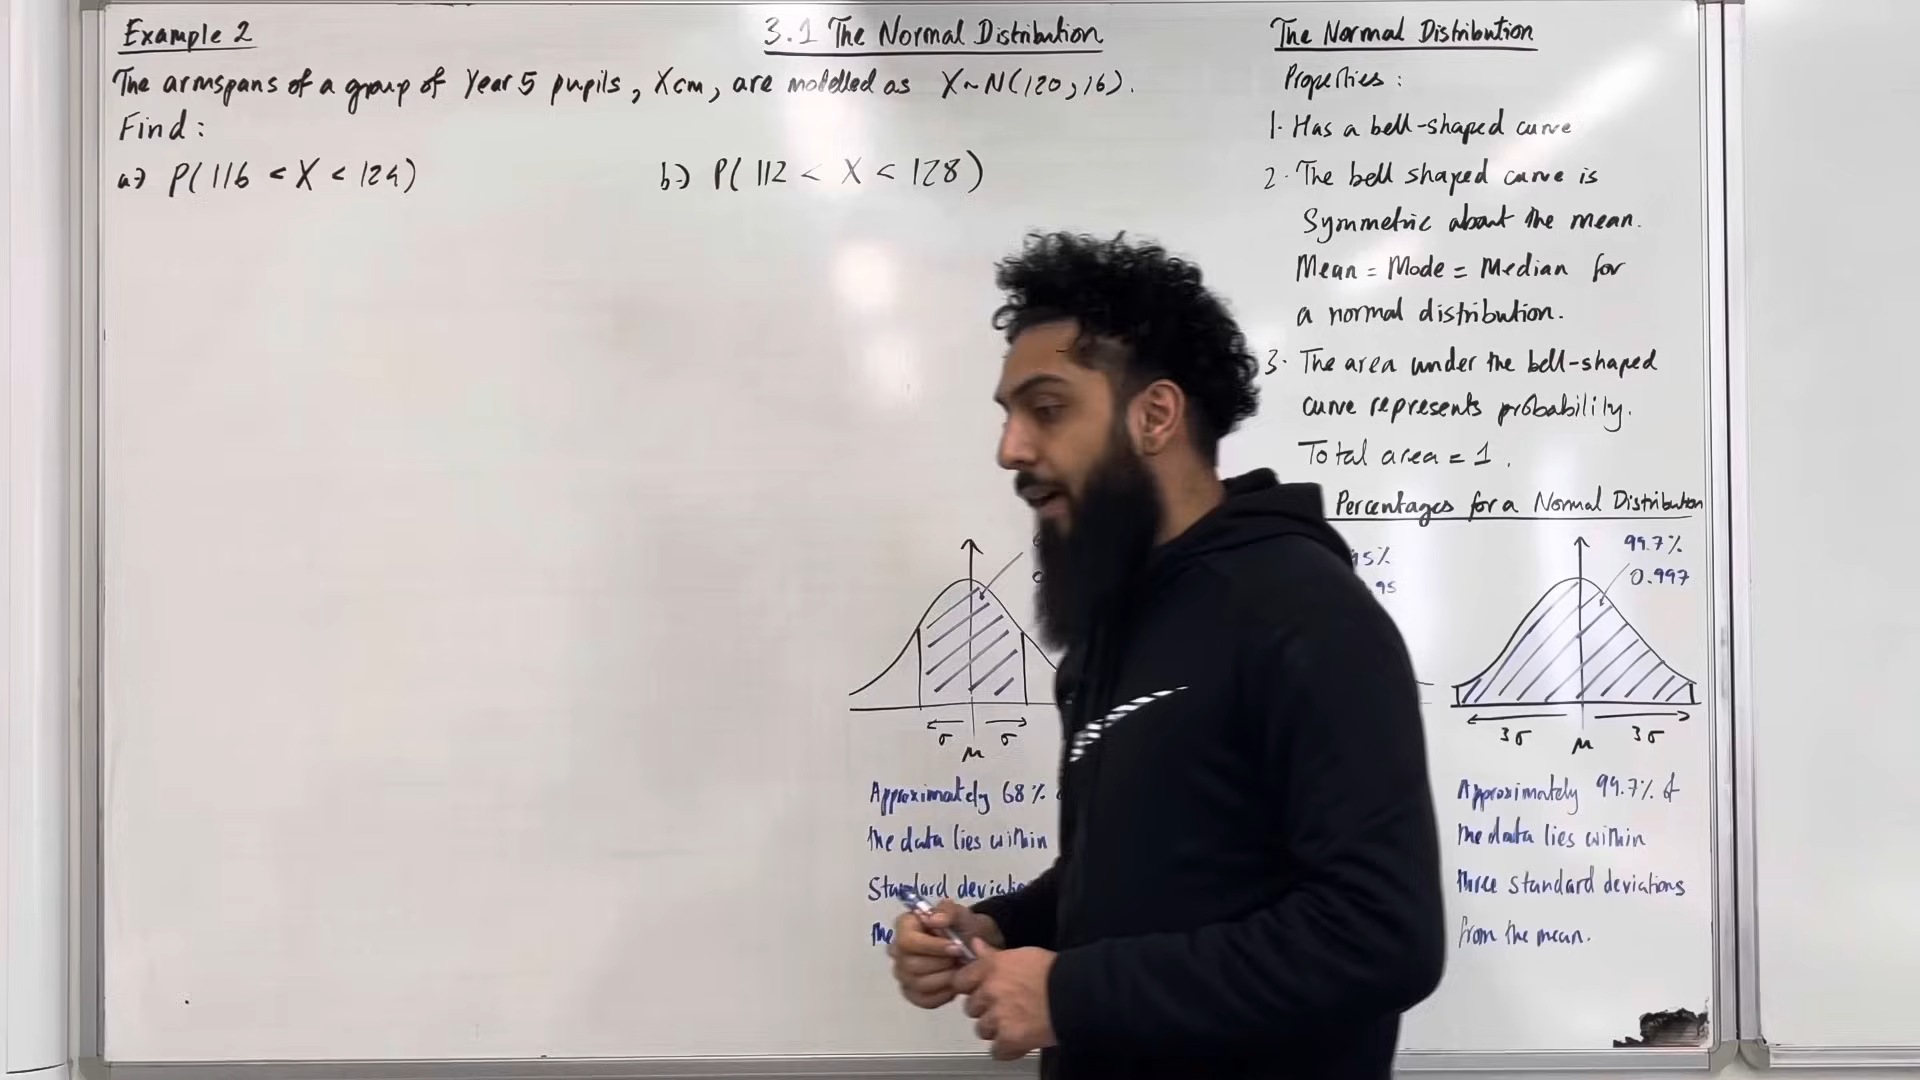 Example 2
3.1 The Normal Distribution
The armspans of a group of Year 5 pupils, Xcm, are modelled as X~N(120,16).
Find:
a) P(116 < X < 124)
b) P(112 < X < 128)
The Normal Distribution
Properties:
1. Has a bell-shaped curve
2. The bell shaped curve is
Symmetric about the mean.
Mean = Mode = Median for
a normal distribution.
3. The area under the bell-shaped
curve represents probability.
Total area = 1.
Percentages for a Normal Distribution
σ σ
μ
Approximately 68%
the data lies within
Standard
the
95
99.7%
0.997
3σ 3σ
μ
Approximately 99.7% of
the data lies within
three standard deviations
from the mean.